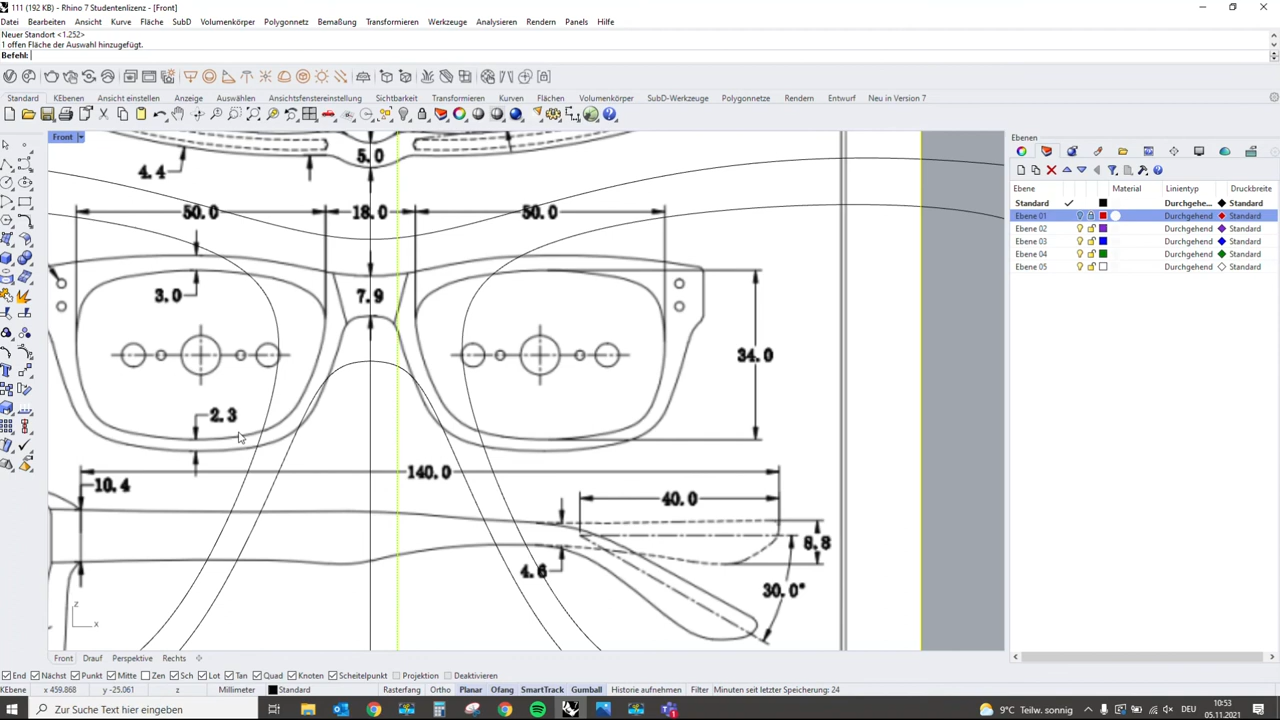 111 (192 KB) - Rhino 7 Studentenlizenz - [Front]
Datei Bearbeiten Ansicht Kurve Fläche SubD Volumenkörper Polygonnetz Bemaßung Transformieren Werkzeuge Analysieren Rendern Panels Hilfe
Neuer Standort <1.252>
1 offen Fläche der Auswahl hinzugefügt.
Befehl:
Standard KEbenen Ansicht einstellen Anzeige Auswählen Ansichtsfenstereinstellung Sichtbarkeit Transformieren Kurven Flächen Volumenkörper SubD-Werkzeuge Polygonnetze Rendern Entwurf Neu in Version 7
Front
Ebenen
5.0
4.4
Ebene Material Linientyp Druckbreite
Standard Durchgehe... Standard
50.0 18.0 50.0
Ebene 01 Durchgehend Standard
Ebene 02 Durchgehend Standard
Ebene 03 Durchgehend Standard
Ebene 04 Durchgehend Standard
Ebene 05 Durchgehend Standard
3.0 7.9
34.0
2.3
140.0
10.4 40.0
8.8
4.6
30.0°
z
x
Front Drauf Perspektive Rechts
End Nächst Punkt Mitte Zen Sch Lot Tan Quad Knoten Scheitelpunkt Projektion Deaktivieren
KEbene x 459.868 y -25.061 z Millimeter Standard Rasterfang Ortho Planar Ofang SmartTrack Gumball Historie aufnehmen Filter Minuten seit letzter Speicherung: 24
Zur Suche Text hier eingeben
9°C Teilw. sonnig
DEU
10:53
05.11.2021